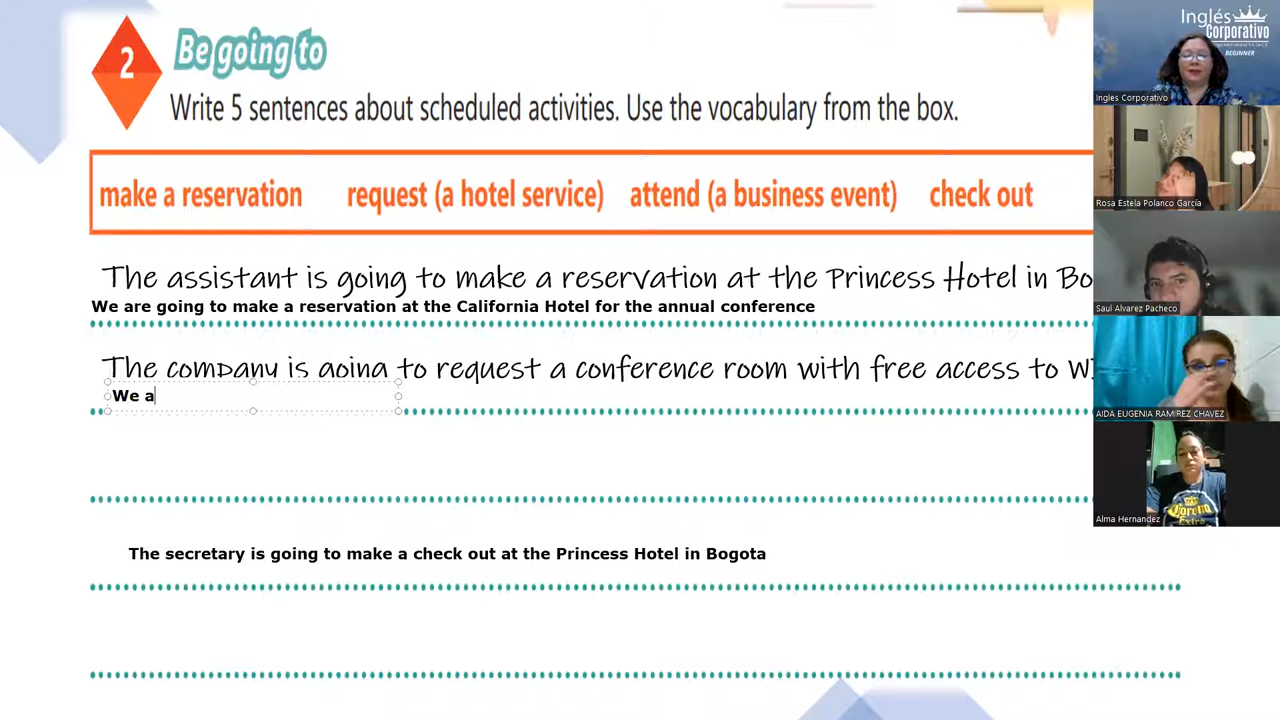 2
Be going to
Write 5 sentences about scheduled activities. Use the vocabulary from the box.
make a reservation request (a hotel service) attend (a business event) check out
The assistant is going to make a reservation at the Princess Hotel in Bo
We are going to make a reservation at the California Hotel for the annual conference
The company is going to request a conference room with free access to W
We a
The secretary is going to make a check out at the Princess Hotel in Bogota
Inglés
Corporativo
BEGINNER
Ingles Corporativo
Rosa Estela Polanco García
Saul Alvarez Pacheco
AIDA EUGENIA RAMIREZ CHAVEZ
Corona
Extra
Alma Hernandez